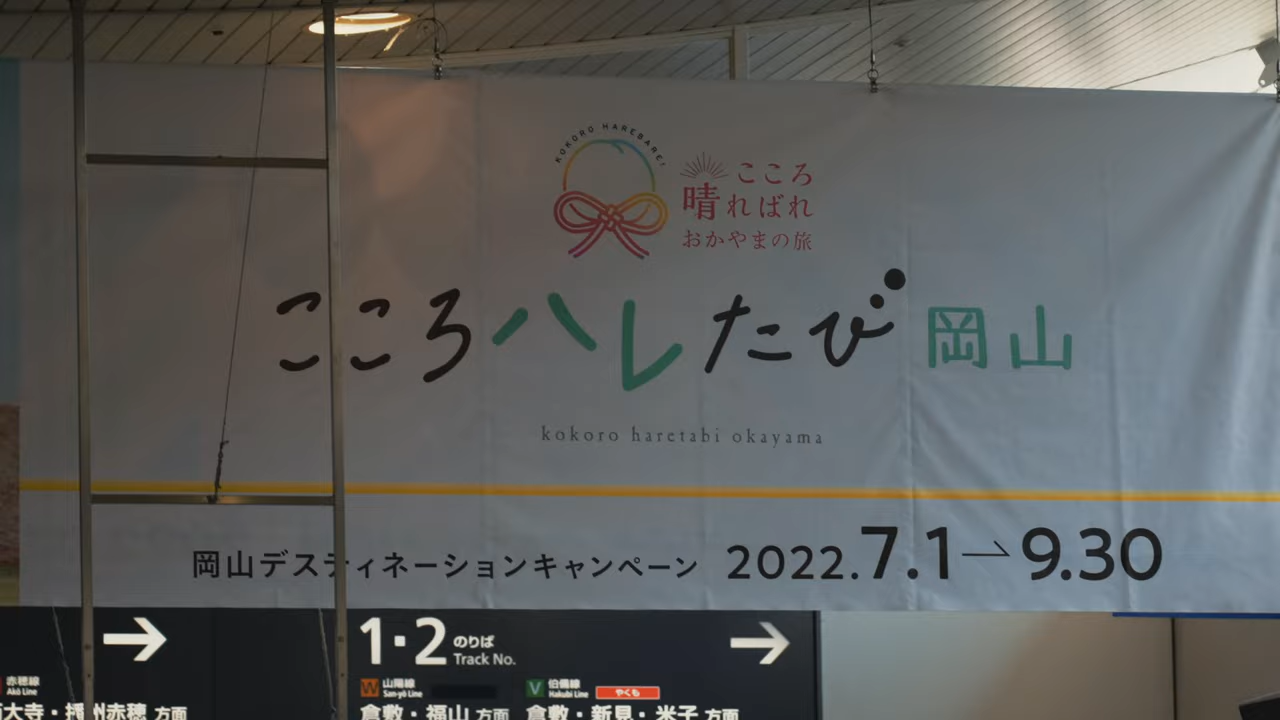 KOKORO HAREBARE!
こころ
晴ればれ
おかやまの旅
こころハレたび 岡山
kokoro haretabi okayama
岡山デスティネーションキャンペーン 2022.7.1→9.30
1・2 のりば
Track No.
赤穂線
Akō Line
大寺・播州赤穂 方面
W 山陽線
San-yō Line
倉敷・福山 方面
V 伯備線
Hakubi Line
やくも
倉敷・新見・米子 方面